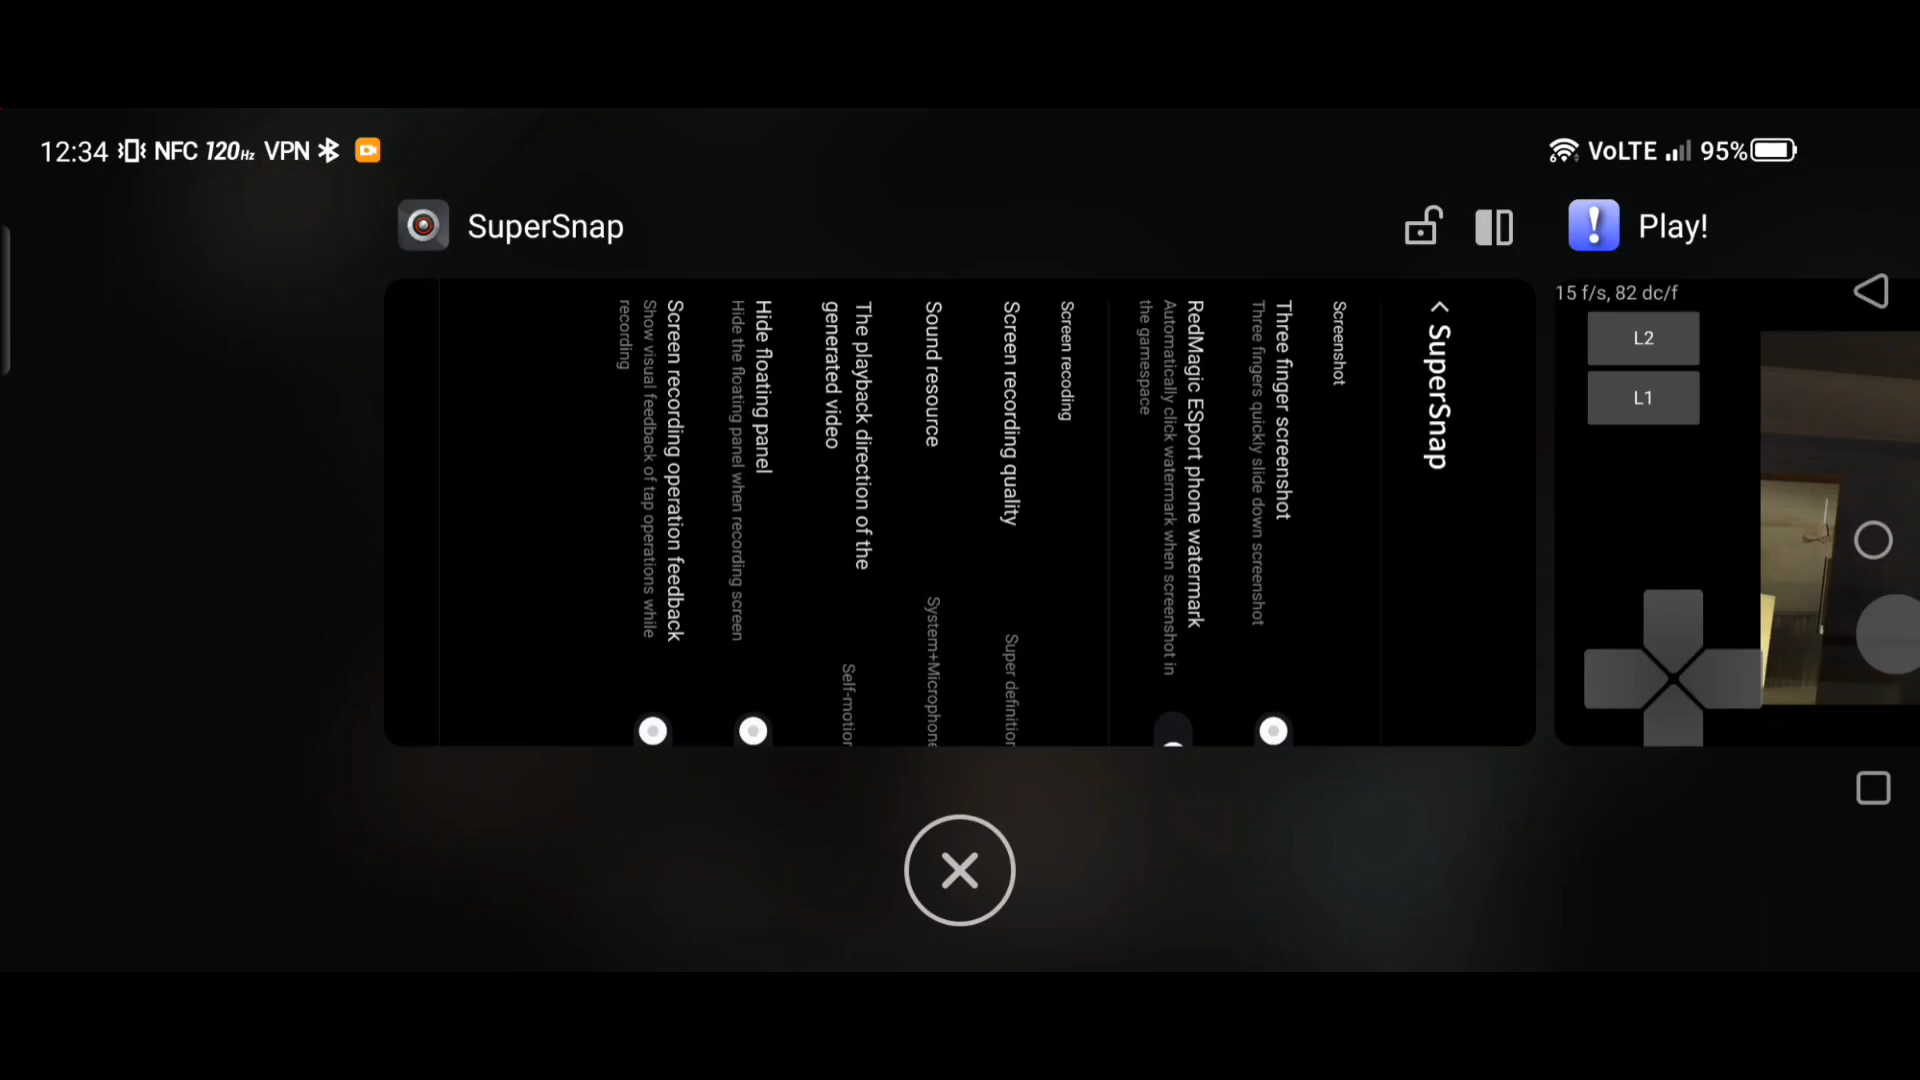 12:34 NFC 120Hz VPN
VoLTE 95%
SuperSnap
Play!
< SuperSnap
Screenshot
Three finger screenshot
Three fingers quickly slide down screenshot
RedMagic ESport phone watermark
Automatically click watermark when screenshot in
the gamespace
Screen recoding
Screen recording quality
Super definition
Sound resource
System+Microphone
The playback direction of the
generated video
Self-motion
Hide floating panel
Hide the floating panel when recording screen
Screen recording operation feedback
Show visual feedback of tap operations while
recording
15 f/s, 82 dc/f
L2
L1